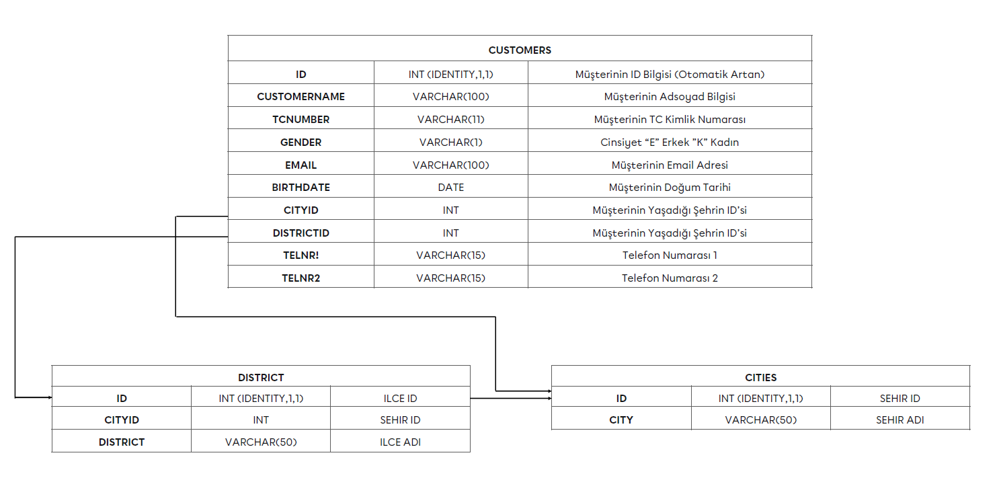 CUSTOMERS
ID INT (IDENTITY,1,1) Müşterinin ID Bilgisi (Otomatik Artan)
CUSTOMERNAME VARCHAR(100) Müşterinin Adsoyad Bilgisi
TCNUMBER VARCHAR(11) Müşterinin TC Kimlik Numarası
GENDER VARCHAR(1) Cinsiyet “E” Erkek ”K” Kadın
EMAIL VARCHAR(100) Müşterinin Email Adresi
BIRTHDATE DATE Müşterinin Doğum Tarihi
CITYID INT Müşterinin Yaşadığı Şehrin ID’si
DISTRICTID INT Müşterinin Yaşadığı Şehrin ID’si
TELNR! VARCHAR(15) Telefon Numarası 1
TELNR2 VARCHAR(15) Telefon Numarası 2
DISTRICT
ID INT (IDENTITY,1,1) ILCE ID
CITYID INT SEHIR ID
DISTRICT VARCHAR(50) ILCE ADI
CITIES
ID INT (IDENTITY,1,1) SEHIR ID
CITY VARCHAR(50) SEHIR ADI